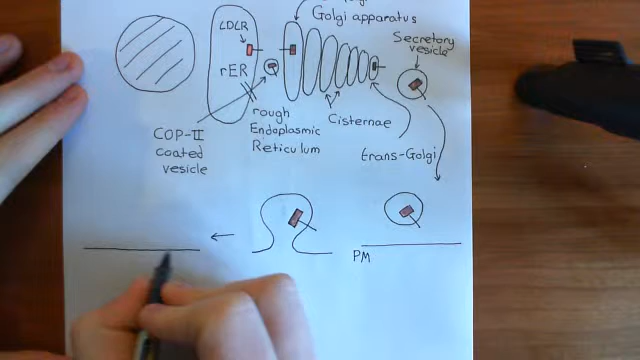 Golgi apparatus
LDLR
rER
Secretory
vesicle
rough
Endoplasmic
Reticulum
Cisternae
trans-Golgi
COP-II
coated
vesicle
PM